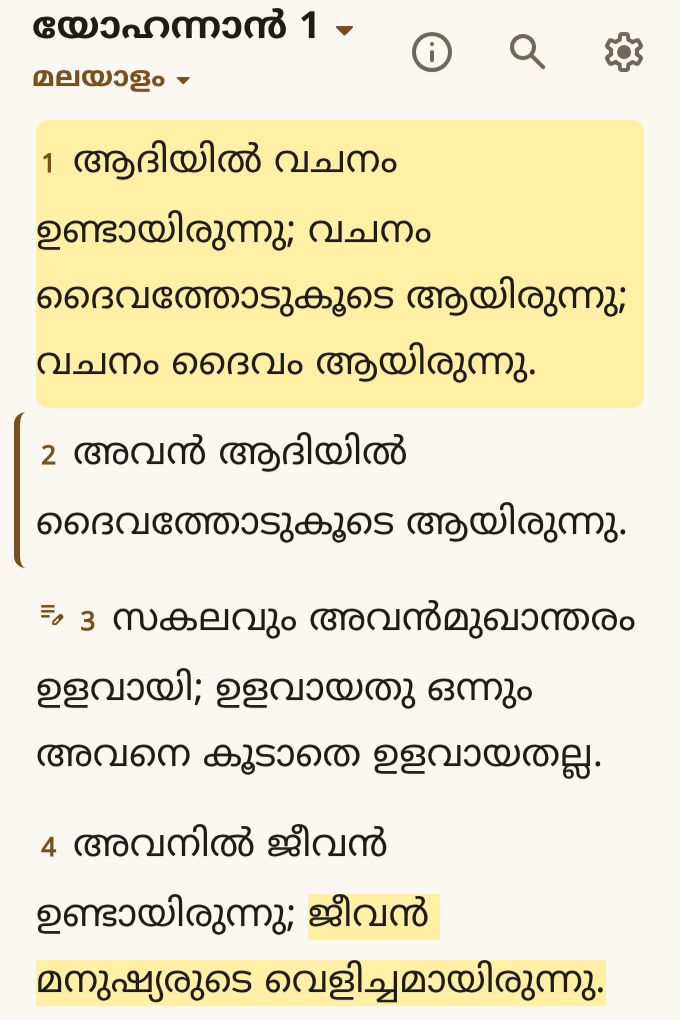 യോഹന്നാൻ 1
മലയാളം
1 ആദിയിൽ വചനം
ഉണ്ടായിരുന്നു; വചനം
ദൈവത്തോടുകൂടെ ആയിരുന്നു;
വചനം ദൈവം ആയിരുന്നു.
2 അവൻ ആദിയിൽ
ദൈവത്തോടുകൂടെ ആയിരുന്നു.
3 സകലവും അവൻമുഖാന്തരം
ഉളവായി; ഉളവായതു ഒന്നും
അവനെ കൂടാതെ ഉളവായതല്ല.
4 അവനിൽ ജീവൻ
ഉണ്ടായിരുന്നു; ജീവൻ
മനുഷ്യരുടെ വെളിച്ചമായിരുന്നു.